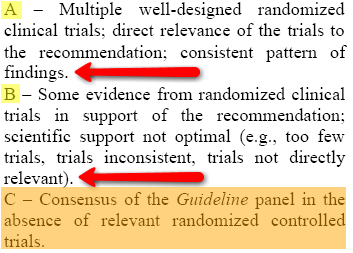 A – Multiple well-designed randomized
clinical trials; direct relevance of the trials to
the recommendation; consistent pattern of
findings.
B – Some evidence from randomized clinical
trials in support of the recommendation;
scientific support not optimal (e.g., too few
trials, trials inconsistent, trials not directly
relevant).
C – Consensus of the Guideline panel in the
absence of relevant randomized controlled
trials.